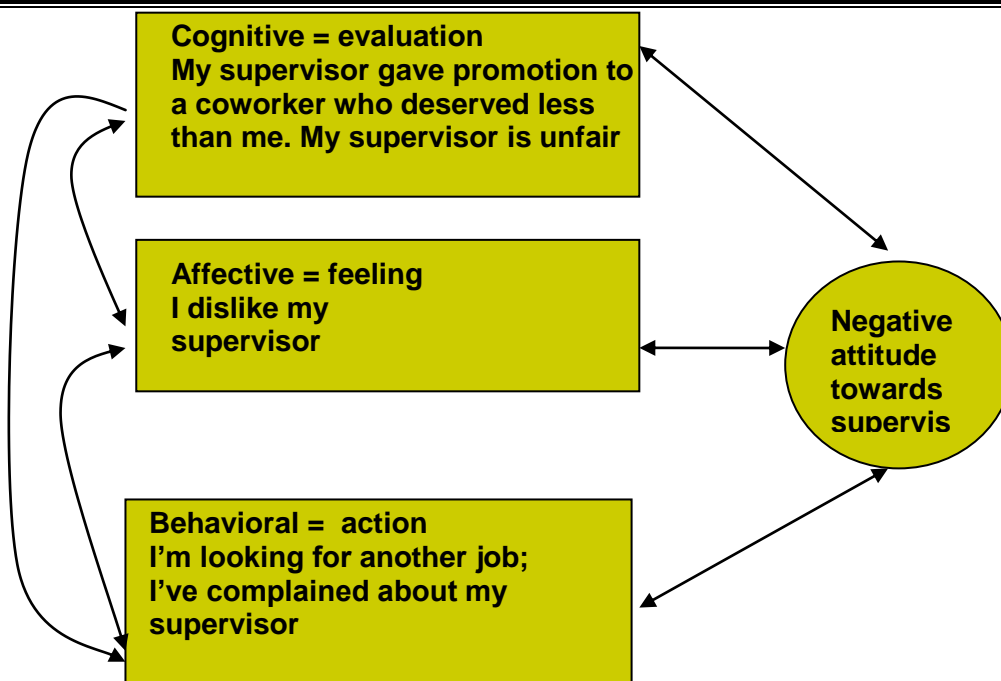 Cognitive = evaluation
My supervisor gave promotion to
a coworker who deserved less
than me. My supervisor is unfair
Affective = feeling
I dislike my
supervisor
Negative
attitude
towards
supervis
Behavioral =  action
I'm looking for another job;
I've complained about my
supervisor